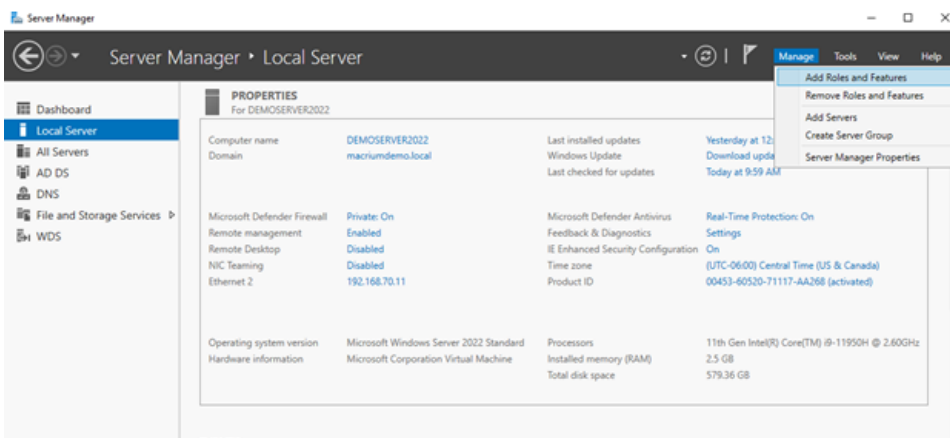 Server Manager
Server Manager • Local Server
Manage Tools View Help
Add Roles and Features
Remove Roles and Features
Add Servers
Create Server Group
Server Manager Properties
Dashboard
Local Server
All Servers
AD DS
DNS
File and Storage Services
WDS
PROPERTIES
For DEMOSERVER2022
Computer name DEMOSERVER2022 Last installed updates Yesterday at 12:
Domain macriumdemo.local Windows Update Download upda
Last checked for updates Today at 9:59 AM
Microsoft Defender Firewall Private: On Microsoft Defender Antivirus Real-Time Protection: On
Remote management Enabled Feedback & Diagnostics Settings
Remote Desktop Disabled IE Enhanced Security Configuration On
NIC Teaming Disabled Time zone (UTC-06:00) Central Time (US & Canada)
Ethernet 2 192.168.70.11 Product ID 00453-60520-71117-AA268 (activated)
Operating system version Microsoft Windows Server 2022 Standard Processors 11th Gen Intel(R) Core(TM) i9-11950H @ 2.60GHz
Hardware information Microsoft Corporation Virtual Machine Installed memory (RAM) 2.5 GB
Total disk space 579.36 GB